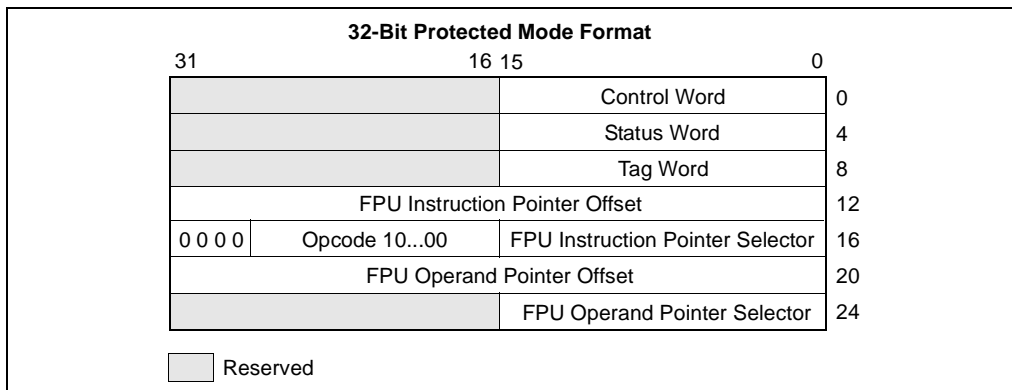 32-Bit Protected Mode Format
31 16 15 0
Control Word 0
Status Word 4
Tag Word 8
FPU Instruction Pointer Offset 12
0 0 0 0 Opcode 10...00 FPU Instruction Pointer Selector 16
FPU Operand Pointer Offset 20
FPU Operand Pointer Selector 24
Reserved